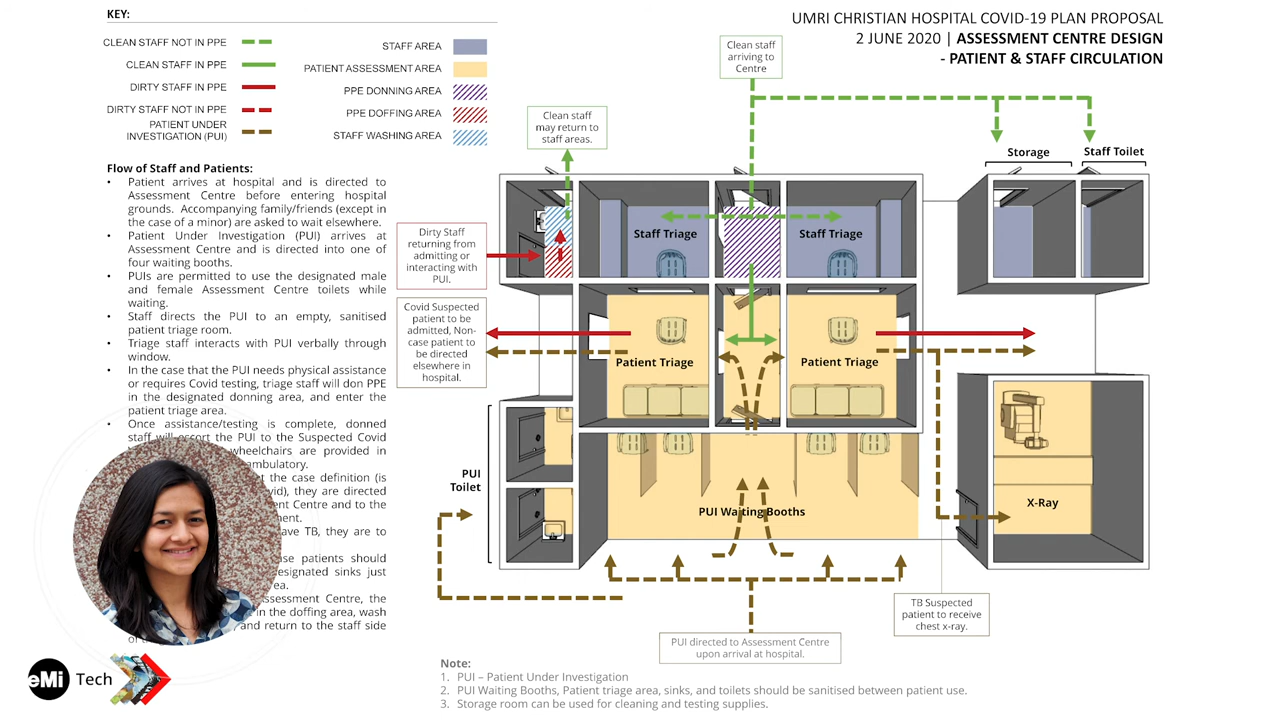 KEY:
CLEAN STAFF NOT IN PPE
CLEAN STAFF IN PPE
DIRTY STAFF IN PPE
DIRTY STAFF NOT IN PPE
PATIENT UNDER
INVESTIGATION (PUI)
STAFF AREA
PATIENT ASSESSMENT AREA
PPE DONNING AREA
PPE DOFFING AREA
STAFF WASHING AREA
UMRI CHRISTIAN HOSPITAL COVID-19 PLAN PROPOSAL
2 JUNE 2020 | ASSESSMENT CENTRE DESIGN
- PATIENT & STAFF CIRCULATION
Flow of Staff and Patients:
• Patient arrives at hospital and is directed to
Assessment Centre before entering hospital
grounds. Accompanying family/friends (except in
the case of a minor) are asked to wait elsewhere.
• Patient Under Investigation (PUI) arrives at
Assessment Centre and is directed into one of
four waiting booths.
• PUIs are permitted to use the designated male
and female Assessment Centre toilets while
waiting.
• Staff directs the PUI to an empty, sanitised
patient triage room.
• Triage staff interacts with PUI verbally through
window.
• In the case that the PUI needs physical assistance
or requires Covid testing, triage staff will don PPE
in the designated donning area, and enter the
patient triage area.
• Once assistance/testing is complete, donned
staff will escort the PUI to the Suspected Covid
wheelchairs are provided in
ambulatory.
the case definition (is
they are directed
Centre and to the
TB, they are to
patients should
designated sinks just
Assessment Centre, the
in the doffing area, wash
and return to the staff side
Clean staff
arriving to
Centre
Clean staff
may return to
staff areas.
Dirty Staff
returning from
admitting or
interacting with
PUI.
Covid Suspected
patient to be
admitted, Non-
case patient to
be directed
elsewhere in
hospital.
Storage
Staff Toilet
Staff Triage
Staff Triage
Patient Triage
Patient Triage
PUI
Toilet
PUI Waiting Booths
X-Ray
TB Suspected
patient to receive
chest x-ray.
PUI directed to Assessment Centre
upon arrival at hospital.
Note:
1. PUI – Patient Under Investigation
2. PUI Waiting Booths, Patient triage area, sinks, and toilets should be sanitised between patient use.
3. Storage room can be used for cleaning and testing supplies.
eMi Tech